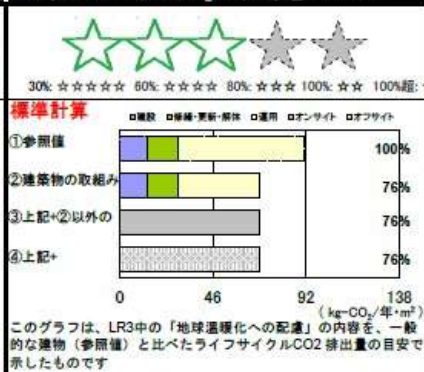 30%: ☆☆☆☆☆ 60%: ☆☆☆☆ 80%: ☆☆☆ 100%: ☆☆ 100%超:
標準計算
□建設 □修繕・更新・解体 □運用 □オンサイト □オフサイト
①参照値 100%
②建築物の取組み 76%
③上記+②以外の 76%
④上記+ 76%
0 46 92 138
(kg-CO₂/年・m²)
このグラフは、LR3中の「地球温暖化への配慮」の内容を、一般
的な建物（参照値）と比べたライフサイクルCO2 排出量の目安で
示したものです